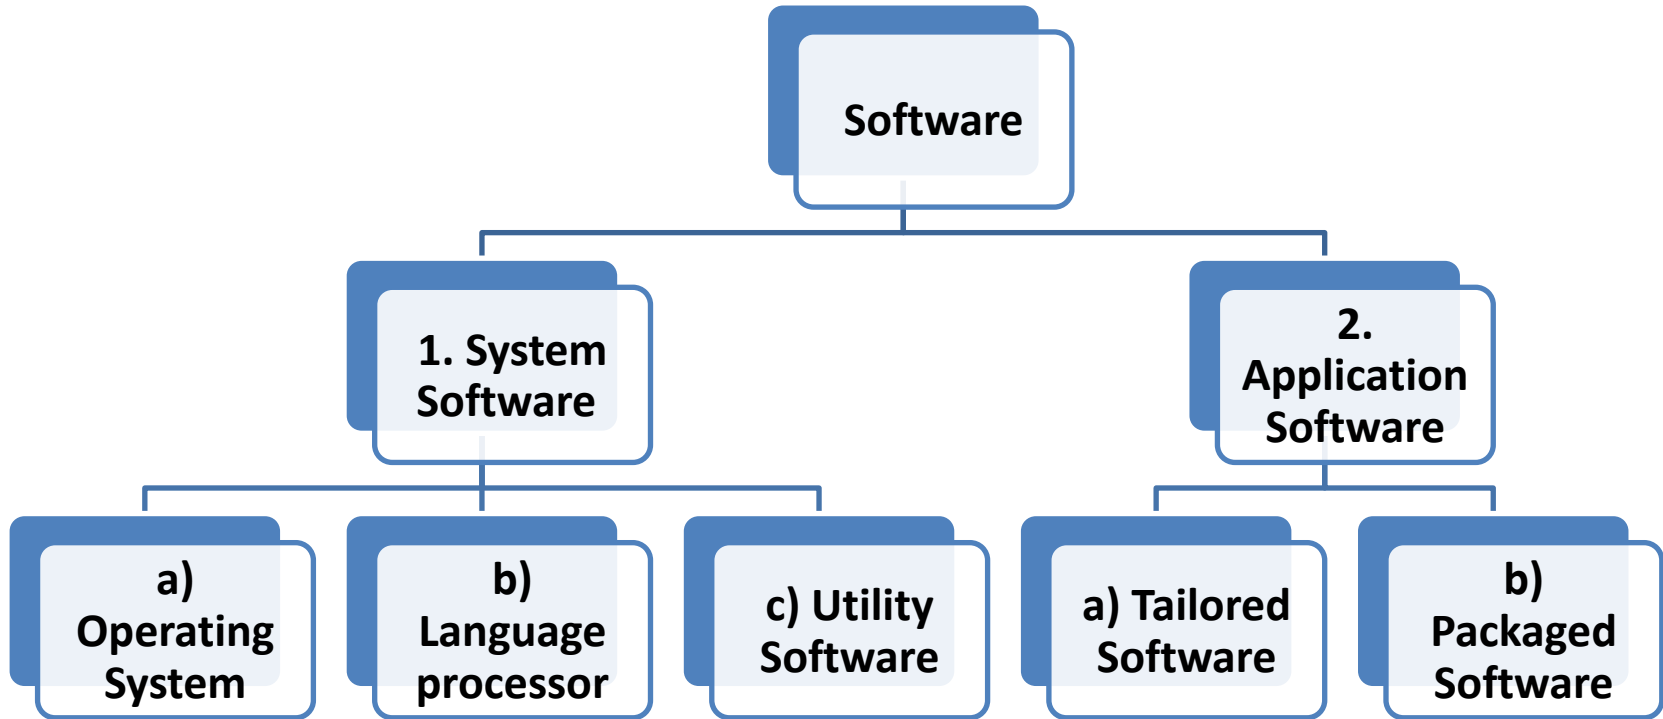 Software
1. System
Software
2.
Application
Software
a)
Operating
System
b)
Language
processor
c) Utility
Software
a) Tailored
Software
b)
Packaged
Software